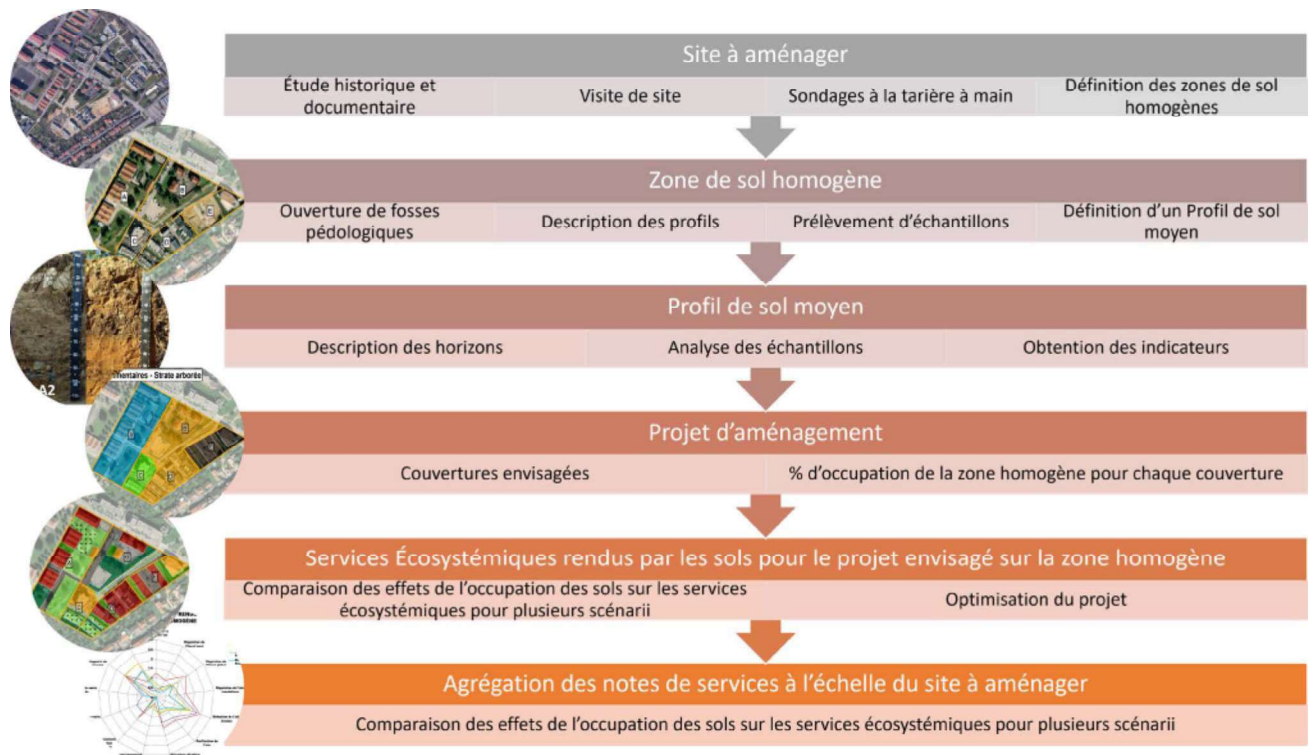 Site à aménager
Étude historique et
documentaire
Visite de site
Sondages à la tarière à main
Définition des zones de sol
homogènes
Zone de sol homogène
Ouverture de fosses
pédologiques
Description des profils
Prélèvement d'échantillons
Définition d'un Profil de sol
moyen
Profil de sol moyen
Description des horizons
Analyse des échantillons
Obtention des indicateurs
A2
mentaires - Strate arborée
Projet d'aménagement
Couvertures envisagées
% d'occupation de la zone homogène pour chaque couverture
Services Écosystémiques rendus par les sols pour le projet envisagé sur la zone homogène
Comparaison des effets de l'occupation des sols sur les services
écosystémiques pour plusieurs scénarii
Optimisation du projet
Agrégation des notes de services à l'échelle du site à aménager
Comparaison des effets de l'occupation des sols sur les services écosystémiques pour plusieurs scénarii